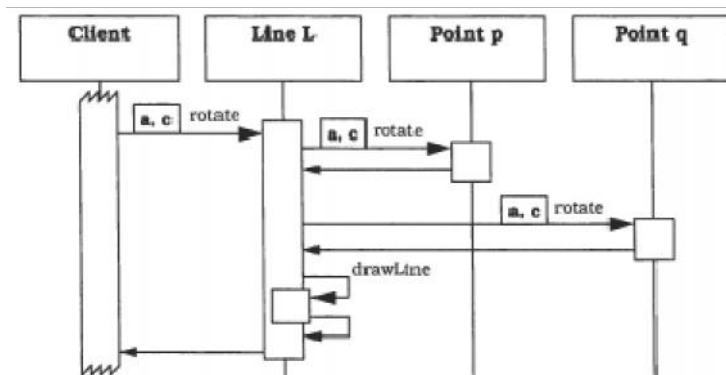 Client
Line L
Point p
Point q
a, c rotate
a, c rotate
a, c rotate
drawLine